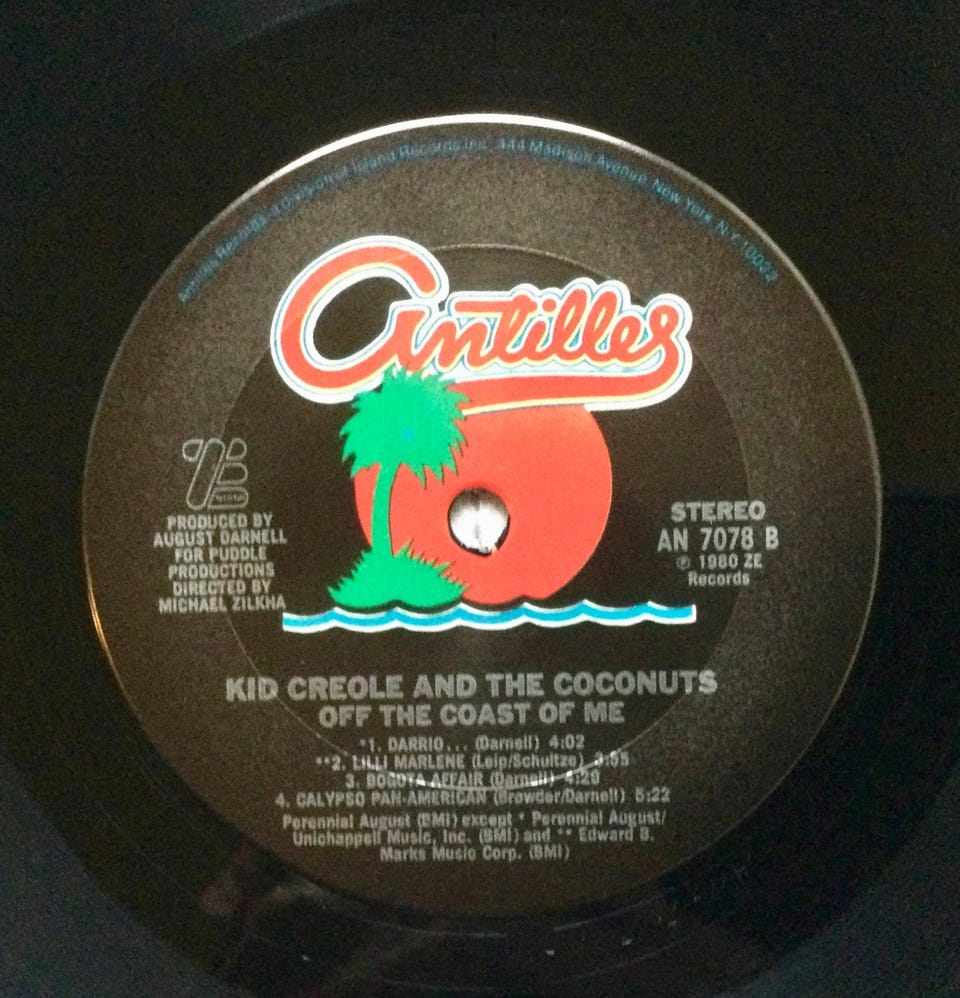 Antilles Records, a Division of Island Records Inc., 444 Madison Avenue, New York, N.Y. 10022
antilles
ZE
PRODUCED BY
AUGUST DARNELL
FOR PUDDLE
PRODUCTIONS
DIRECTED BY
MICHAEL ZILKHA
STEREO
AN 7078 B
℗ 1980 ZE
Records
KID CREOLE AND THE COCONUTS
OFF THE COAST OF ME
*1. DARRIO... (Darnell) 4:02
**2. LILLI MARLENE (Leip/Schultze)
3. BOGOTA AFFAIR (Darnell) 4:29
4. CALYPSO PAN-AMERICAN (Browder/Darnell) 5:22
Perennial August (BMI) except * Perennial August/
Unichappell Music, Inc. (BMI) and ** Edward B.
Marks Music Corp. (BMI)